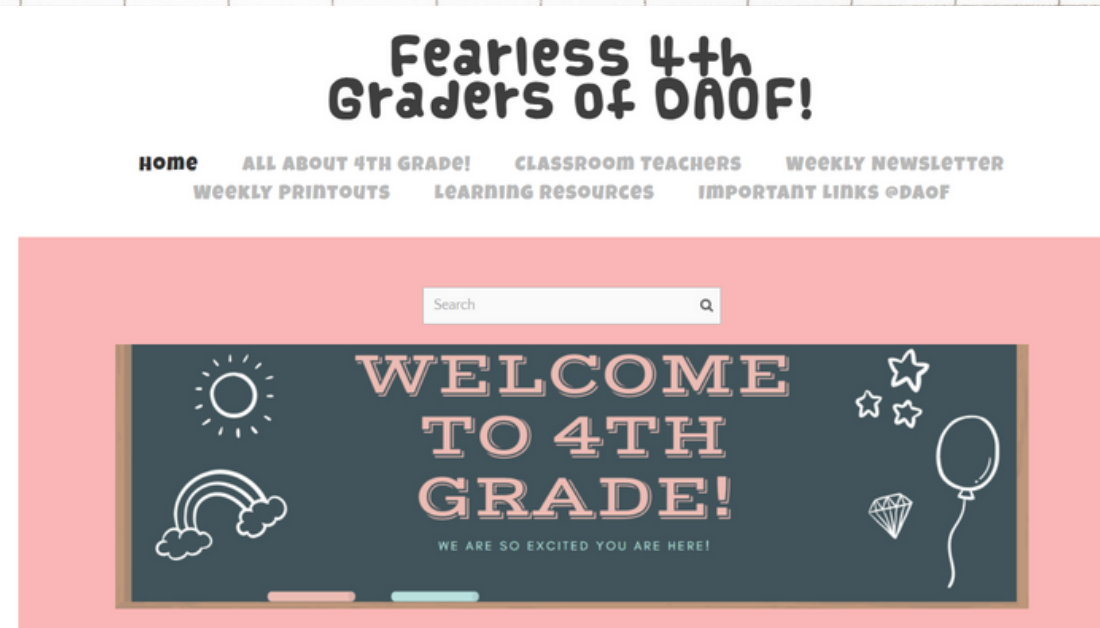 Fearless 4th
Graders of DAOF!
Home All About 4th Grade! Classroom Teachers Weekly Newsletter
Weekly Printouts Learning Resources Important Links @DAOF
Search
WELCOME
TO 4TH
GRADE!
WE ARE SO EXCITED YOU ARE HERE!